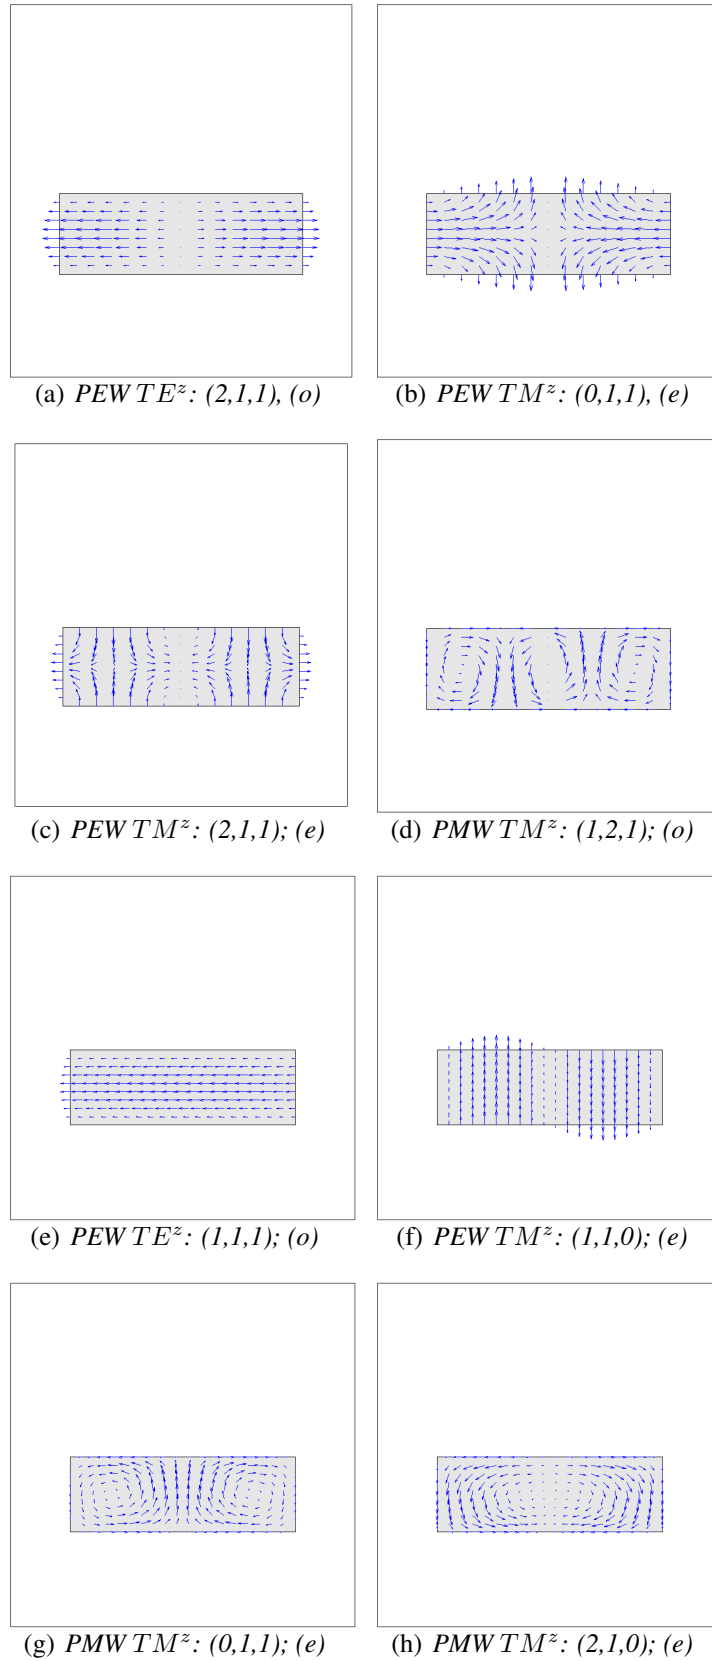 (a) PEW TE^z: (2,1,1), (o)
(b) PEW TM^z: (0,1,1), (e)
(c) PEW TM^z: (2,1,1); (e)
(d) PMW TM^z: (1,2,1); (o)
(e) PEW TE^z: (1,1,1); (o)
(f) PEW TM^z: (1,1,0); (e)
(g) PMW TM^z: (0,1,1); (e)
(h) PMW TM^z: (2,1,0); (e)